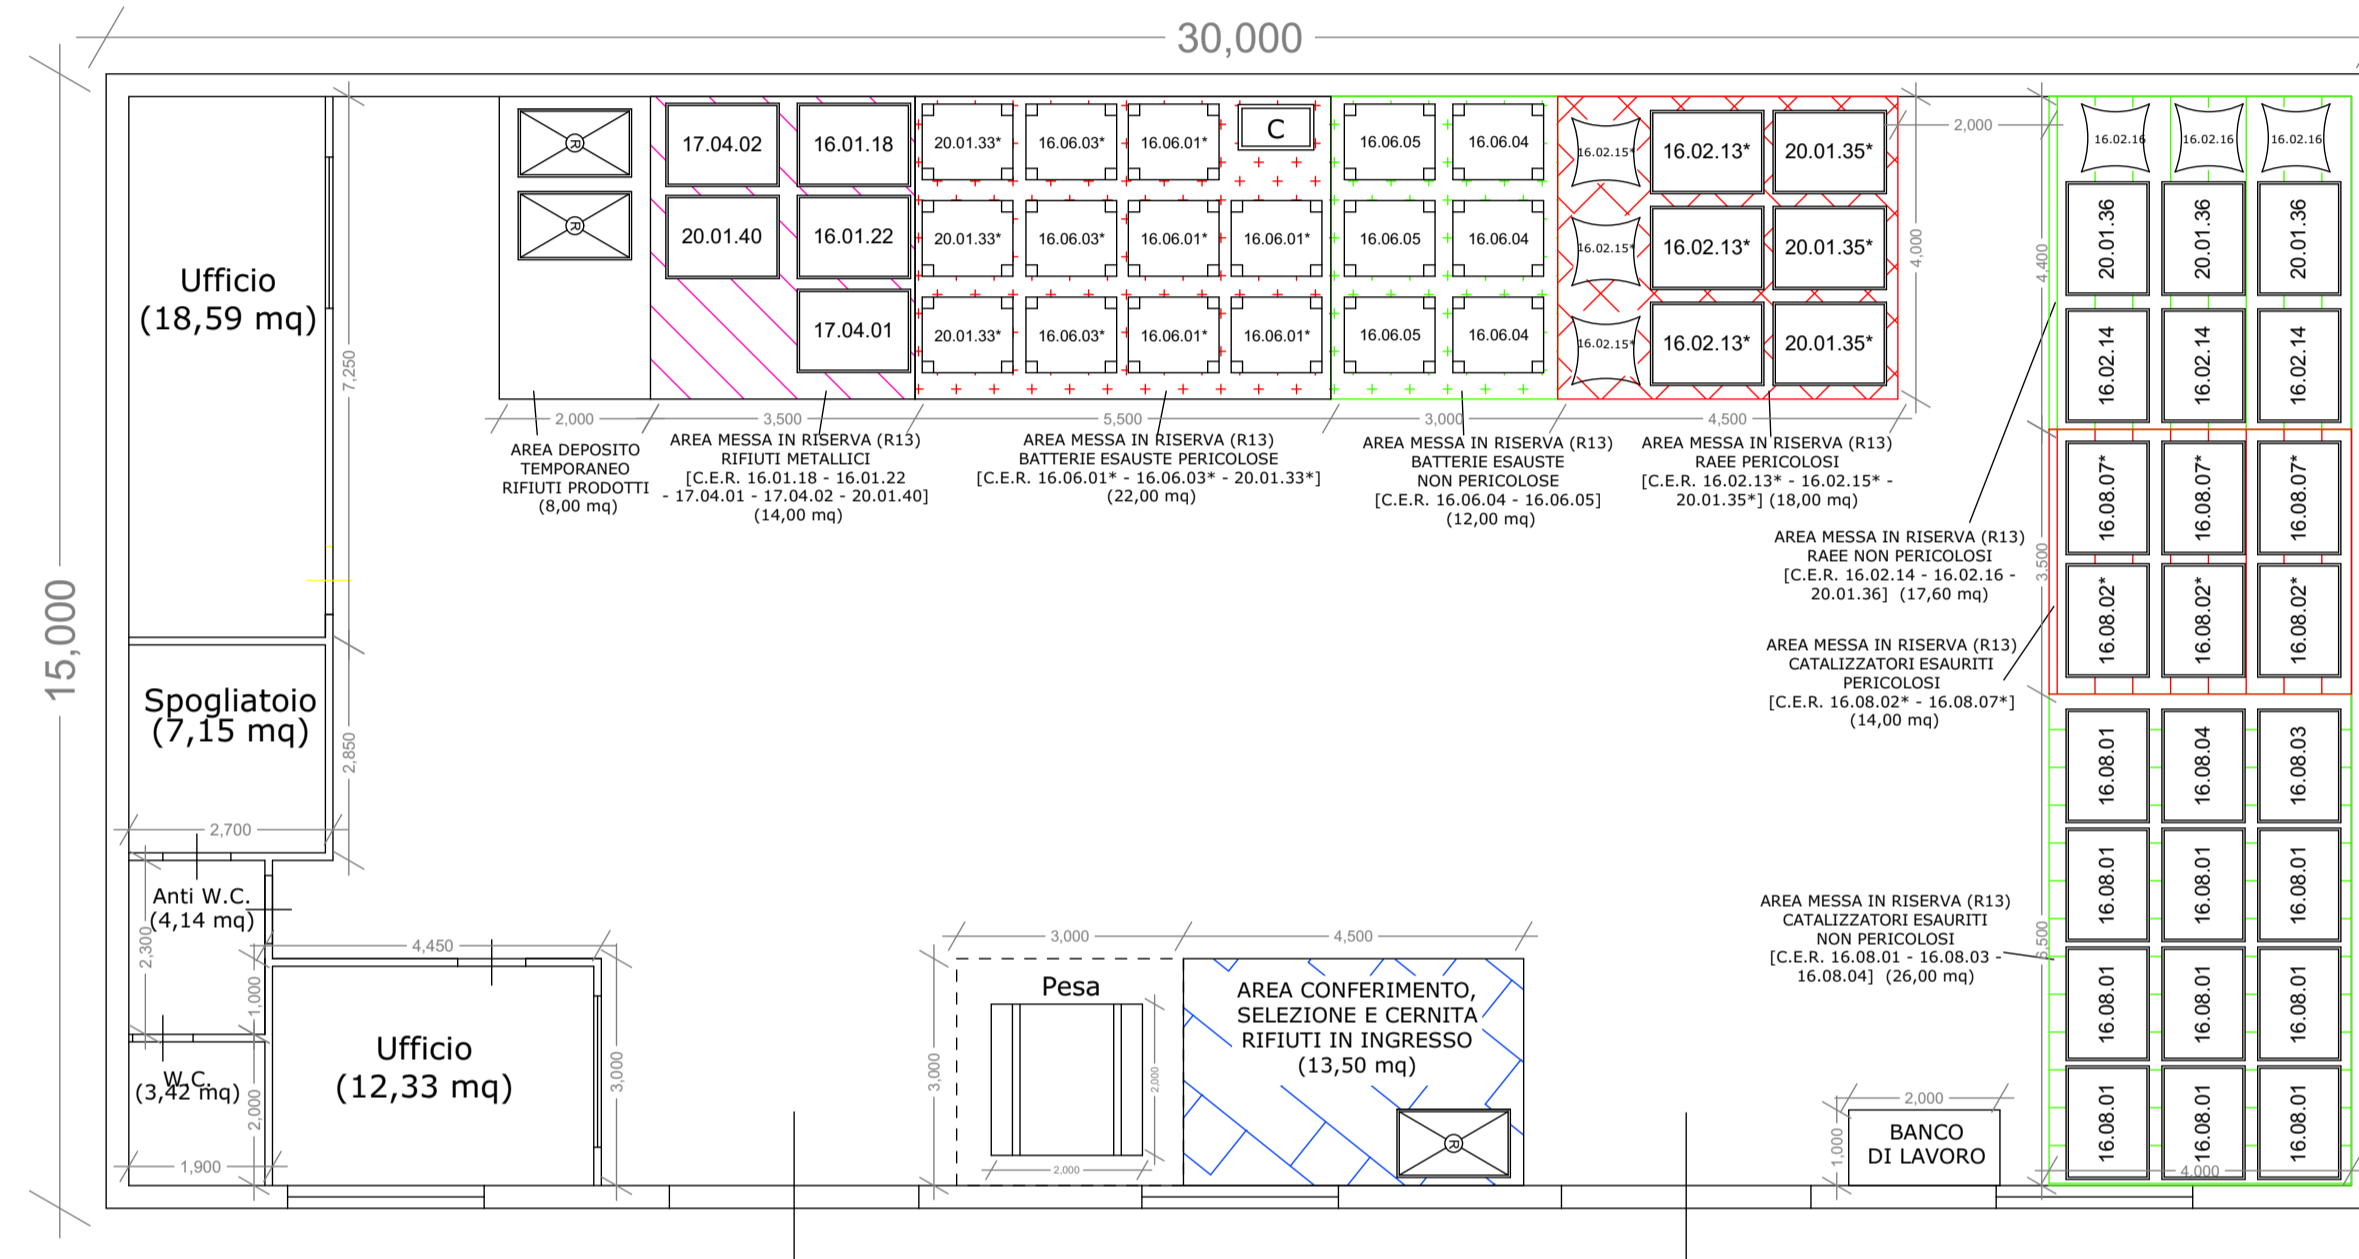 30,000
15,000
Ufficio
(18,59 mq)
7,250
Spogliatoio
(7,15 mq)
2,850
2,700
Anti W.C.
(4,14 mq)
2,300
1,000
W.C.
(3,42 mq)
2,000
1,900
4,450
Ufficio
(12,33 mq)
3,000
R
R
17.04.02
16.01.18
20.01.40
16.01.22
17.04.01
20.01.33*
16.06.03*
16.06.01*
C
20.01.33*
16.06.03*
16.06.01*
16.06.01*
20.01.33*
16.06.03*
16.06.01*
16.06.01*
16.06.05
16.06.04
16.06.05
16.06.04
16.06.05
16.06.04
16.02.15*
16.02.13*
20.01.35*
16.02.15*
16.02.13*
20.01.35*
16.02.15*
16.02.13*
20.01.35*
4,000
2,000
2,000
3,500
5,500
3,000
4,500
AREA DEPOSITO
TEMPORANEO
RIFIUTI PRODOTTI
(8,00 mq)
AREA MESSA IN RISERVA (R13)
RIFIUTI METALLICI
[C.E.R. 16.01.18 - 16.01.22
- 17.04.01 - 17.04.02 - 20.01.40]
(14,00 mq)
AREA MESSA IN RISERVA (R13)
BATTERIE ESAUSTE PERICOLOSE
[C.E.R. 16.06.01* - 16.06.03* - 20.01.33*]
(22,00 mq)
AREA MESSA IN RISERVA (R13)
BATTERIE ESAUSTE
NON PERICOLOSE
[C.E.R. 16.06.04 - 16.06.05]
(12,00 mq)
AREA MESSA IN RISERVA (R13)
RAEE PERICOLOSI
[C.E.R. 16.02.13* - 16.02.15* -
20.01.35*] (18,00 mq)
AREA MESSA IN RISERVA (R13)
RAEE NON PERICOLOSI
[C.E.R. 16.02.14 - 16.02.16 -
20.01.36] (17,60 mq)
AREA MESSA IN RISERVA (R13)
CATALIZZATORI ESAURITI
PERICOLOSI
[C.E.R. 16.08.02* - 16.08.07*]
(14,00 mq)
AREA MESSA IN RISERVA (R13)
CATALIZZATORI ESAURITI
NON PERICOLOSI
[C.E.R. 16.08.01 - 16.08.03 -
16.08.04] (26,00 mq)
4,400
3,500
6,500
16.02.16
16.02.16
16.02.16
20.01.36
20.01.36
20.01.36
16.02.14
16.02.14
16.02.14
16.08.07*
16.08.07*
16.08.07*
16.08.02*
16.08.02*
16.08.02*
16.08.01
16.08.04
16.08.03
16.08.01
16.08.01
16.08.01
16.08.01
16.08.01
16.08.01
16.08.01
16.08.01
16.08.01
4,000
3,000
4,500
3,000
Pesa
2,000
2,000
AREA CONFERIMENTO,
SELEZIONE E CERNITA
RIFIUTI IN INGRESSO
(13,50 mq)
R
2,000
1,000
BANCO
DI LAVORO